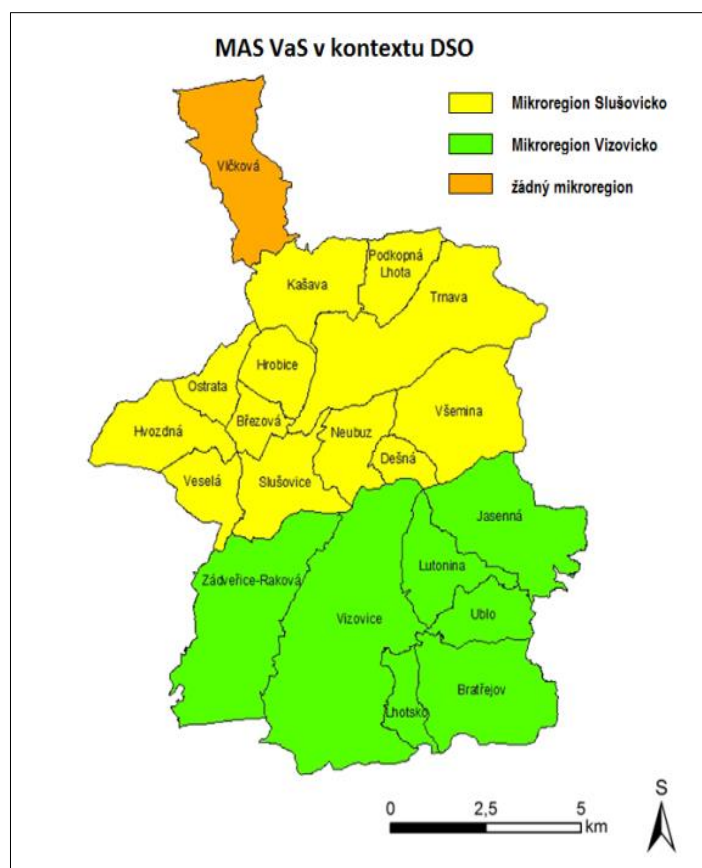 MAS VaS v kontextu DSO
Mikroregion Slušovicko
Mikroregion Vizovicko
žádný mikroregion
Vlčková
Kašava
Podkopná
Lhota
Trnava
Hrobice
Ostrata
Březová
Hvozdná
Neubuz
Všemina
Dešná
Veselá
Slušovice
Jasenná
Zádveřice-Raková
Lutonina
Vizovice
Ublo
Bratřejov
Lhotsko
S
0
2,5
5
km